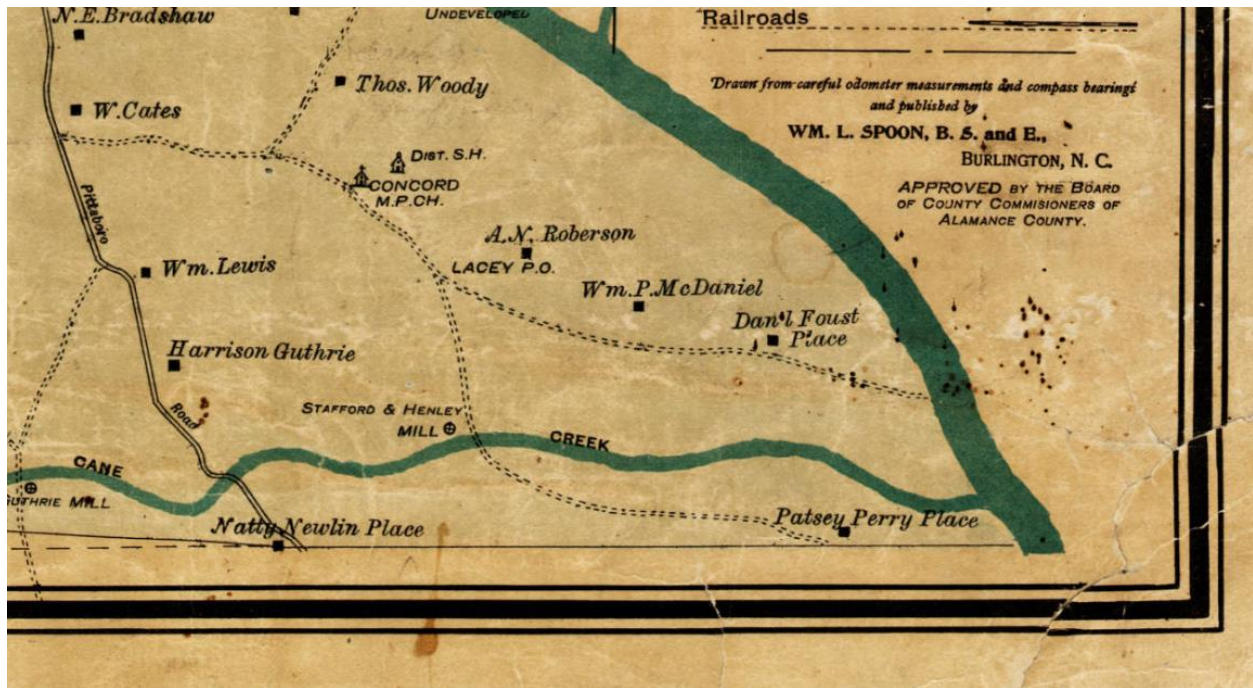 N.E. Bradshaw
UNDEVELOPED
Railroads
Thos. Woody
W. Cates
Drawn from careful odometer measurements and compass bearings
and published by
WM. L. SPOON, B. S. and E.,
BURLINGTON, N. C.
APPROVED BY THE BOARD
OF COUNTY COMMISIONERS OF
ALAMANCE COUNTY.
DIST. S.H.
CONCORD
M.P.CH.
Pittsboro
A.N. Roberson
LACEY P.O.
Wm. Lewis
Wm. P. McDaniel
Dan'l Foust
Place
Harrison Guthrie
Road
STAFFORD & HENLEY
MILL
CREEK
CANE
GUTHRIE MILL
Natty Newlin Place
Patsey Perry Place